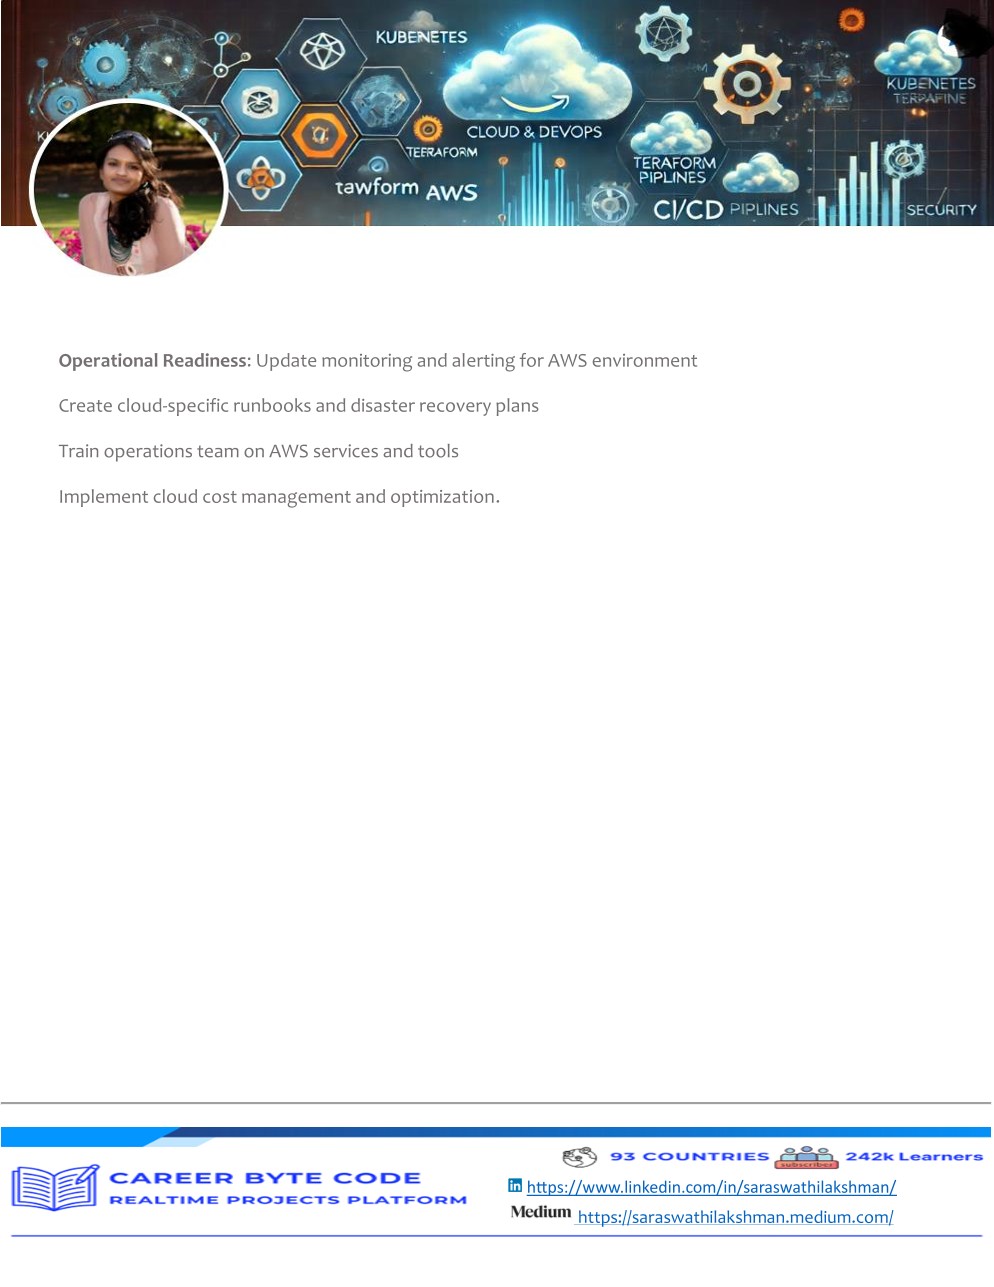 KUBENETES
CLOUD & DEVOPS
TEERAFORM
tawform AWS
TERAFORM
PIPLINES
CI/CD PIPLINES
KUBENETES
TERPAFINE
SECURITY
Operational Readiness: Update monitoring and alerting for AWS environment
Create cloud-specific runbooks and disaster recovery plans
Train operations team on AWS services and tools
Implement cloud cost management and optimization.
CAREER BYTE CODE
REALTIME PROJECTS PLATFORM
93 COUNTRIES subscriber 242k Learners
in https://www.linkedin.com/in/saraswathilakshman/
Medium https://saraswathilakshman.medium.com/